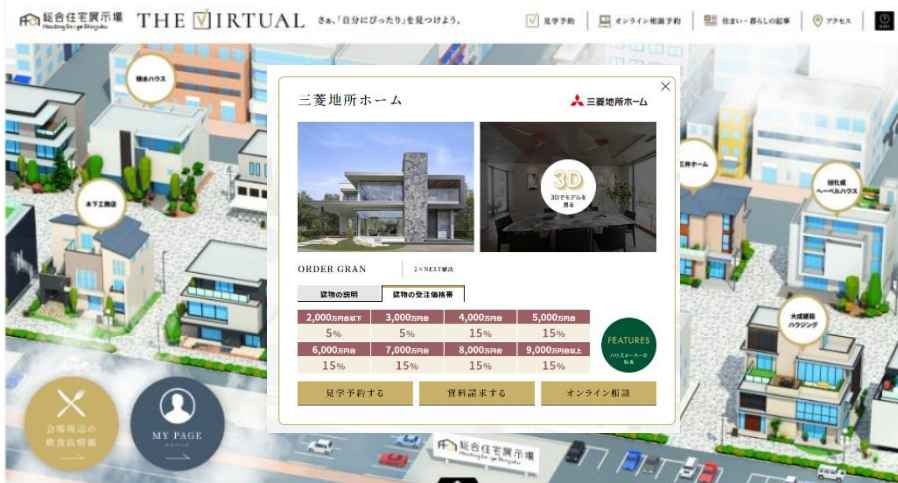 総合住宅展示場
Housing Stage Shinjuku
THE VIRTUAL
さぁ、「自分にぴったり」を見つけよう。
見学予約
オンライン相談予約
住まい・暮らしの記事
アクセス
積水ハウス
木下工務店
三井ホーム
旭化成
ヘーベルハウス
大成建設
ハウジング
三菱地所ホーム
三菱地所ホーム
3D
3Dでモデルを
見る
ORDER GRAN
2×NEXT構法
建物の説明
建物の受注価格帯
2,000万円台以下 3,000万円台 4,000万円台 5,000万円台
5% 5% 15% 15%
6,000万円台 7,000万円台 8,000万円台 9,000万円台以上
15% 15% 15% 15%
FEATURES
ハウスメーカーの
特長
見学予約する
資料請求する
オンライン相談
会場周辺の
飲食店情報
MY PAGE
総合住宅展示場
Housing Stage Shinjuku